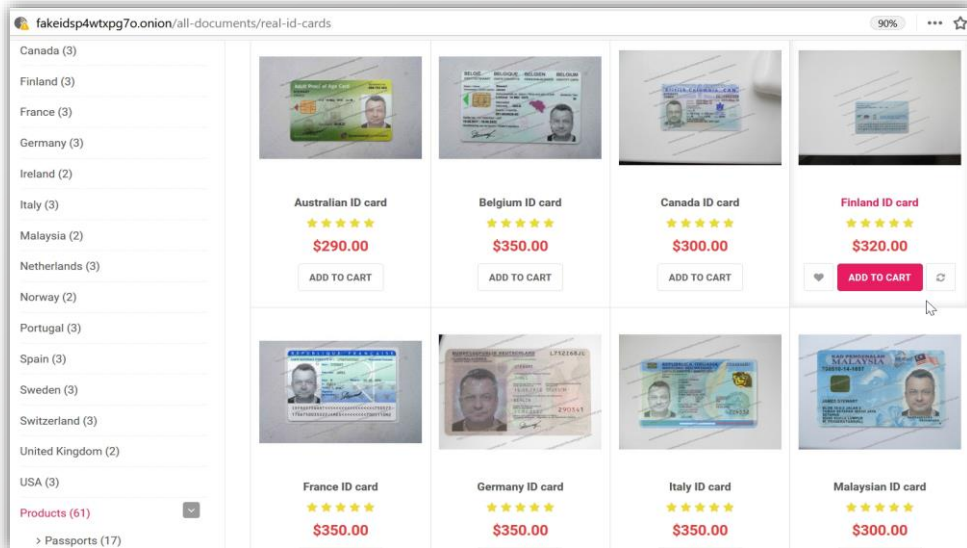 fakeidsp4wtxpg7o.onion/all-documents/real-id-cards
90%
Canada (3)
Finland (3)
France (3)
Germany (3)
Ireland (2)
Italy (3)
Malaysia (2)
Netherlands (3)
Norway (2)
Portugal (3)
Spain (3)
Sweden (3)
Switzerland (3)
United Kingdom (2)
USA (3)
Products (61)
> Passports (17)
Australian ID card
$290.00
ADD TO CART
Belgium ID card
$350.00
ADD TO CART
Canada ID card
$300.00
ADD TO CART
Finland ID card
$320.00
ADD TO CART
France ID card
$350.00
Germany ID card
$350.00
Italy ID card
$350.00
MALAYSIA
Malaysian ID card
$300.00